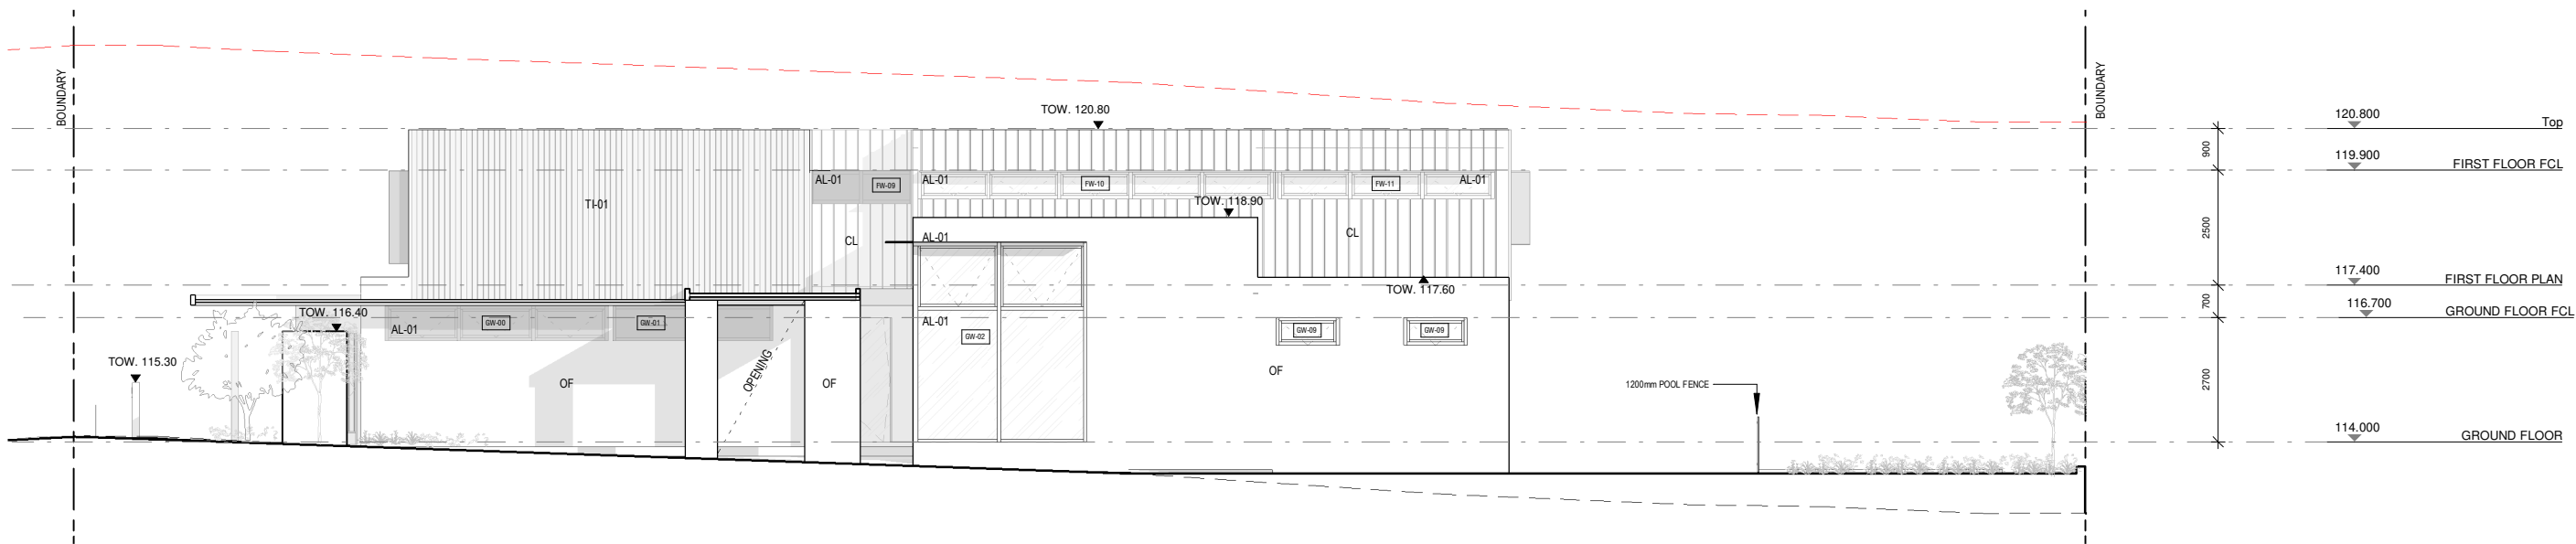 BOUNDARY
BOUNDARY
TOW. 120.80
120.800
Top
900
119.900
FIRST FLOOR FCL
AL-01
FW-09
AL-01
FW-10
FW-11
AL-01
TI-01
TOW. 118.90
2500
CL
AL-01
CL
117.400
FIRST FLOOR PLAN
TOW. 117.60
700
116.700
GROUND FLOOR FCL
TOW. 116.40
AL-01
GW-00
GW-01
AL-01
GW-02
GW-09
GW-09
TOW. 115.30
OPENING
OF
OF
OF
1200mm POOL FENCE
2700
114.000
GROUND FLOOR